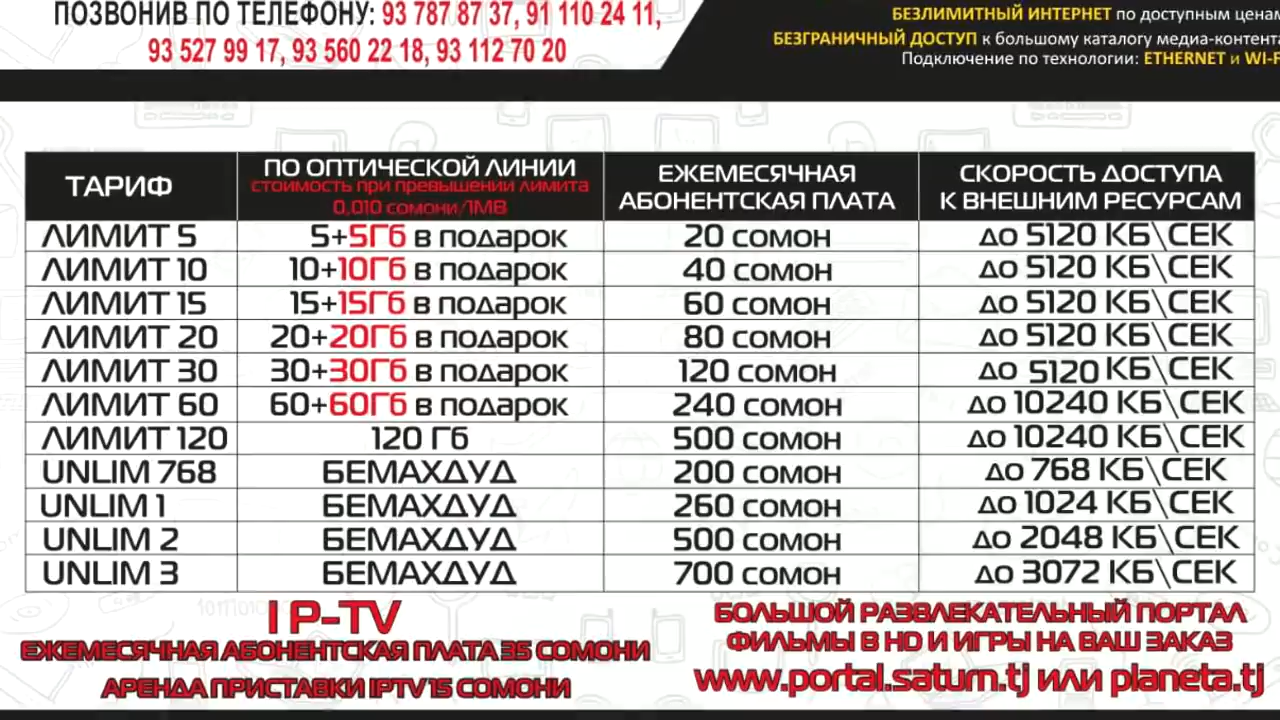 ПОЗВОНИВ ПО ТЕЛЕФОНУ: 93 787 87 37, 91 110 24 11,
93 527 99 17, 93 560 22 18, 93 112 70 20
БЕЗЛИМИТНЫЙ ИНТЕРНЕТ по доступным ценам
БЕЗГРАНИЧНЫЙ ДОСТУП к большому каталогу медиа-контента
Подключение по технологии: ETHERNET и WI-F
ТАРИФ
ПО ОПТИЧЕСКОЙ ЛИНИИ
стоимость при превышении лимита
0,010 сомони/1МВ
ЕЖЕМЕСЯЧНАЯ
АБОНЕНТСКАЯ ПЛАТА
СКОРОСТЬ ДОСТУПА
К ВНЕШНИМ РЕСУРСАМ
ЛИМИТ 5 5+5Гб в подарок 20 сомон до 5120 КБ\СЕК
ЛИМИТ 10 10+10Гб в подарок 40 сомон до 5120 КБ\СЕК
ЛИМИТ 15 15+15Гб в подарок 60 сомон до 5120 КБ\СЕК
ЛИМИТ 20 20+20Гб в подарок 80 сомон до 5120 КБ\СЕК
ЛИМИТ 30 30+30Гб в подарок 120 сомон до 5120 КБ\СЕК
ЛИМИТ 60 60+60Гб в подарок 240 сомон до 10240 КБ\СЕК
ЛИМИТ 120 120 Гб 500 сомон до 10240 КБ\СЕК
UNLIM 768 БЕМАХДУД 200 сомон до 768 КБ\СЕК
UNLIM 1 БЕМАХДУД 260 сомон до 1024 КБ\СЕК
UNLIM 2 БЕМАХДУД 500 сомон до 2048 КБ\СЕК
UNLIM 3 БЕМАХДУД 700 сомон до 3072 КБ\СЕК
IP-TV
ЕЖЕМЕСЯЧНАЯ АБОНЕНТСКАЯ ПЛАТА 35 СОМОНИ
АРЕНДА ПРИСТАВКИ IPTV 15 СОМОНИ
БОЛЬШОЙ РАЗВЛЕКАТЕЛЬНЫЙ ПОРТАЛ
ФИЛЬМЫ В HD И ИГРЫ НА ВАШ ЗАКАЗ
www.portal.saturn.tj или planeta.tj